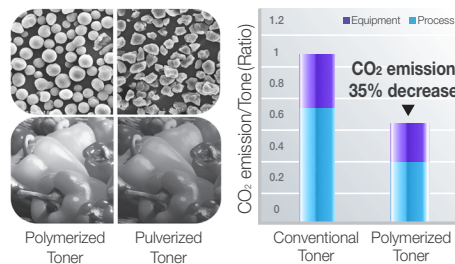 Polymerized
Toner
Pulverized
Toner
CO2 emission/Tone (Ratio)
1.2
1
0.8
0.6
0.4
0.2
0
Equipment Process
CO2 emission
35% decrease
Conventional
Toner
Polymerized
Toner